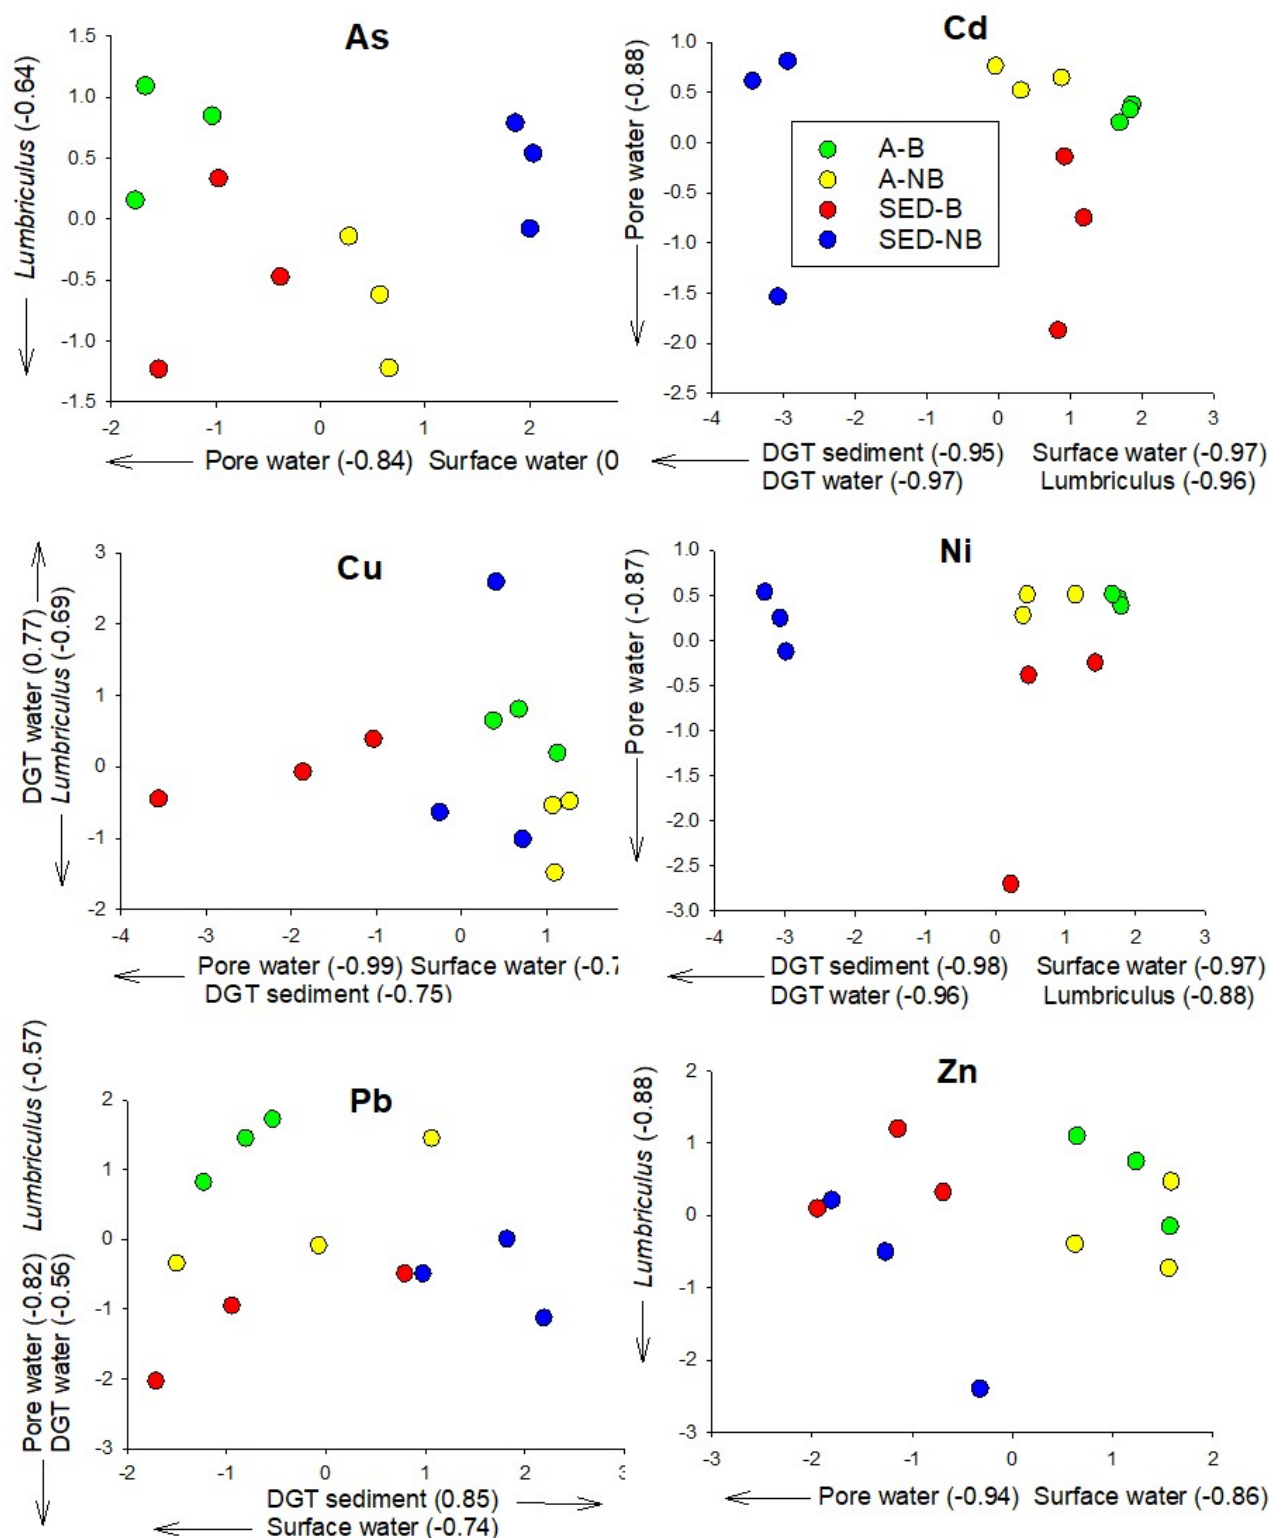 As
Lumbriculus (-0.64)
1.5
1.0
0.5
0.0
-0.5
-1.0
-1.5
-2
-1
0
1
2
Pore water (-0.84) Surface water (0
Cd
Pore water (-0.88)
1.0
0.5
0.0
-0.5
-1.0
-1.5
-2.0
-2.5
A-B
A-NB
SED-B
SED-NB
-4
-3
-2
-1
0
1
2
3
DGT sediment (-0.95) Surface water (-0.97)
DGT water (-0.97) Lumbriculus (-0.96)
Cu
DGT water (0.77)
Lumbriculus (-0.69)
3
2
1
0
-1
-2
-4
-3
-2
-1
0
1
Pore water (-0.99) Surface water (-0.7
DGT sediment (-0.75)
Ni
Pore water (-0.87)
1.0
0.5
0.0
-0.5
-1.0
-1.5
-2.0
-2.5
-3.0
-4
-3
-2
-1
0
1
2
3
DGT sediment (-0.98) Surface water (-0.97)
DGT water (-0.96) Lumbriculus (-0.88)
Pb
Lumbriculus (-0.57)
Pore water (-0.82)
DGT water (-0.56)
2
1
0
-1
-2
-3
-2
-1
0
1
2
DGT sediment (0.85)
Surface water (-0.74)
Zn
Lumbriculus (-0.88)
2
1
0
-1
-2
-3
-3
-2
-1
0
1
2
Pore water (-0.94) Surface water (-0.86)